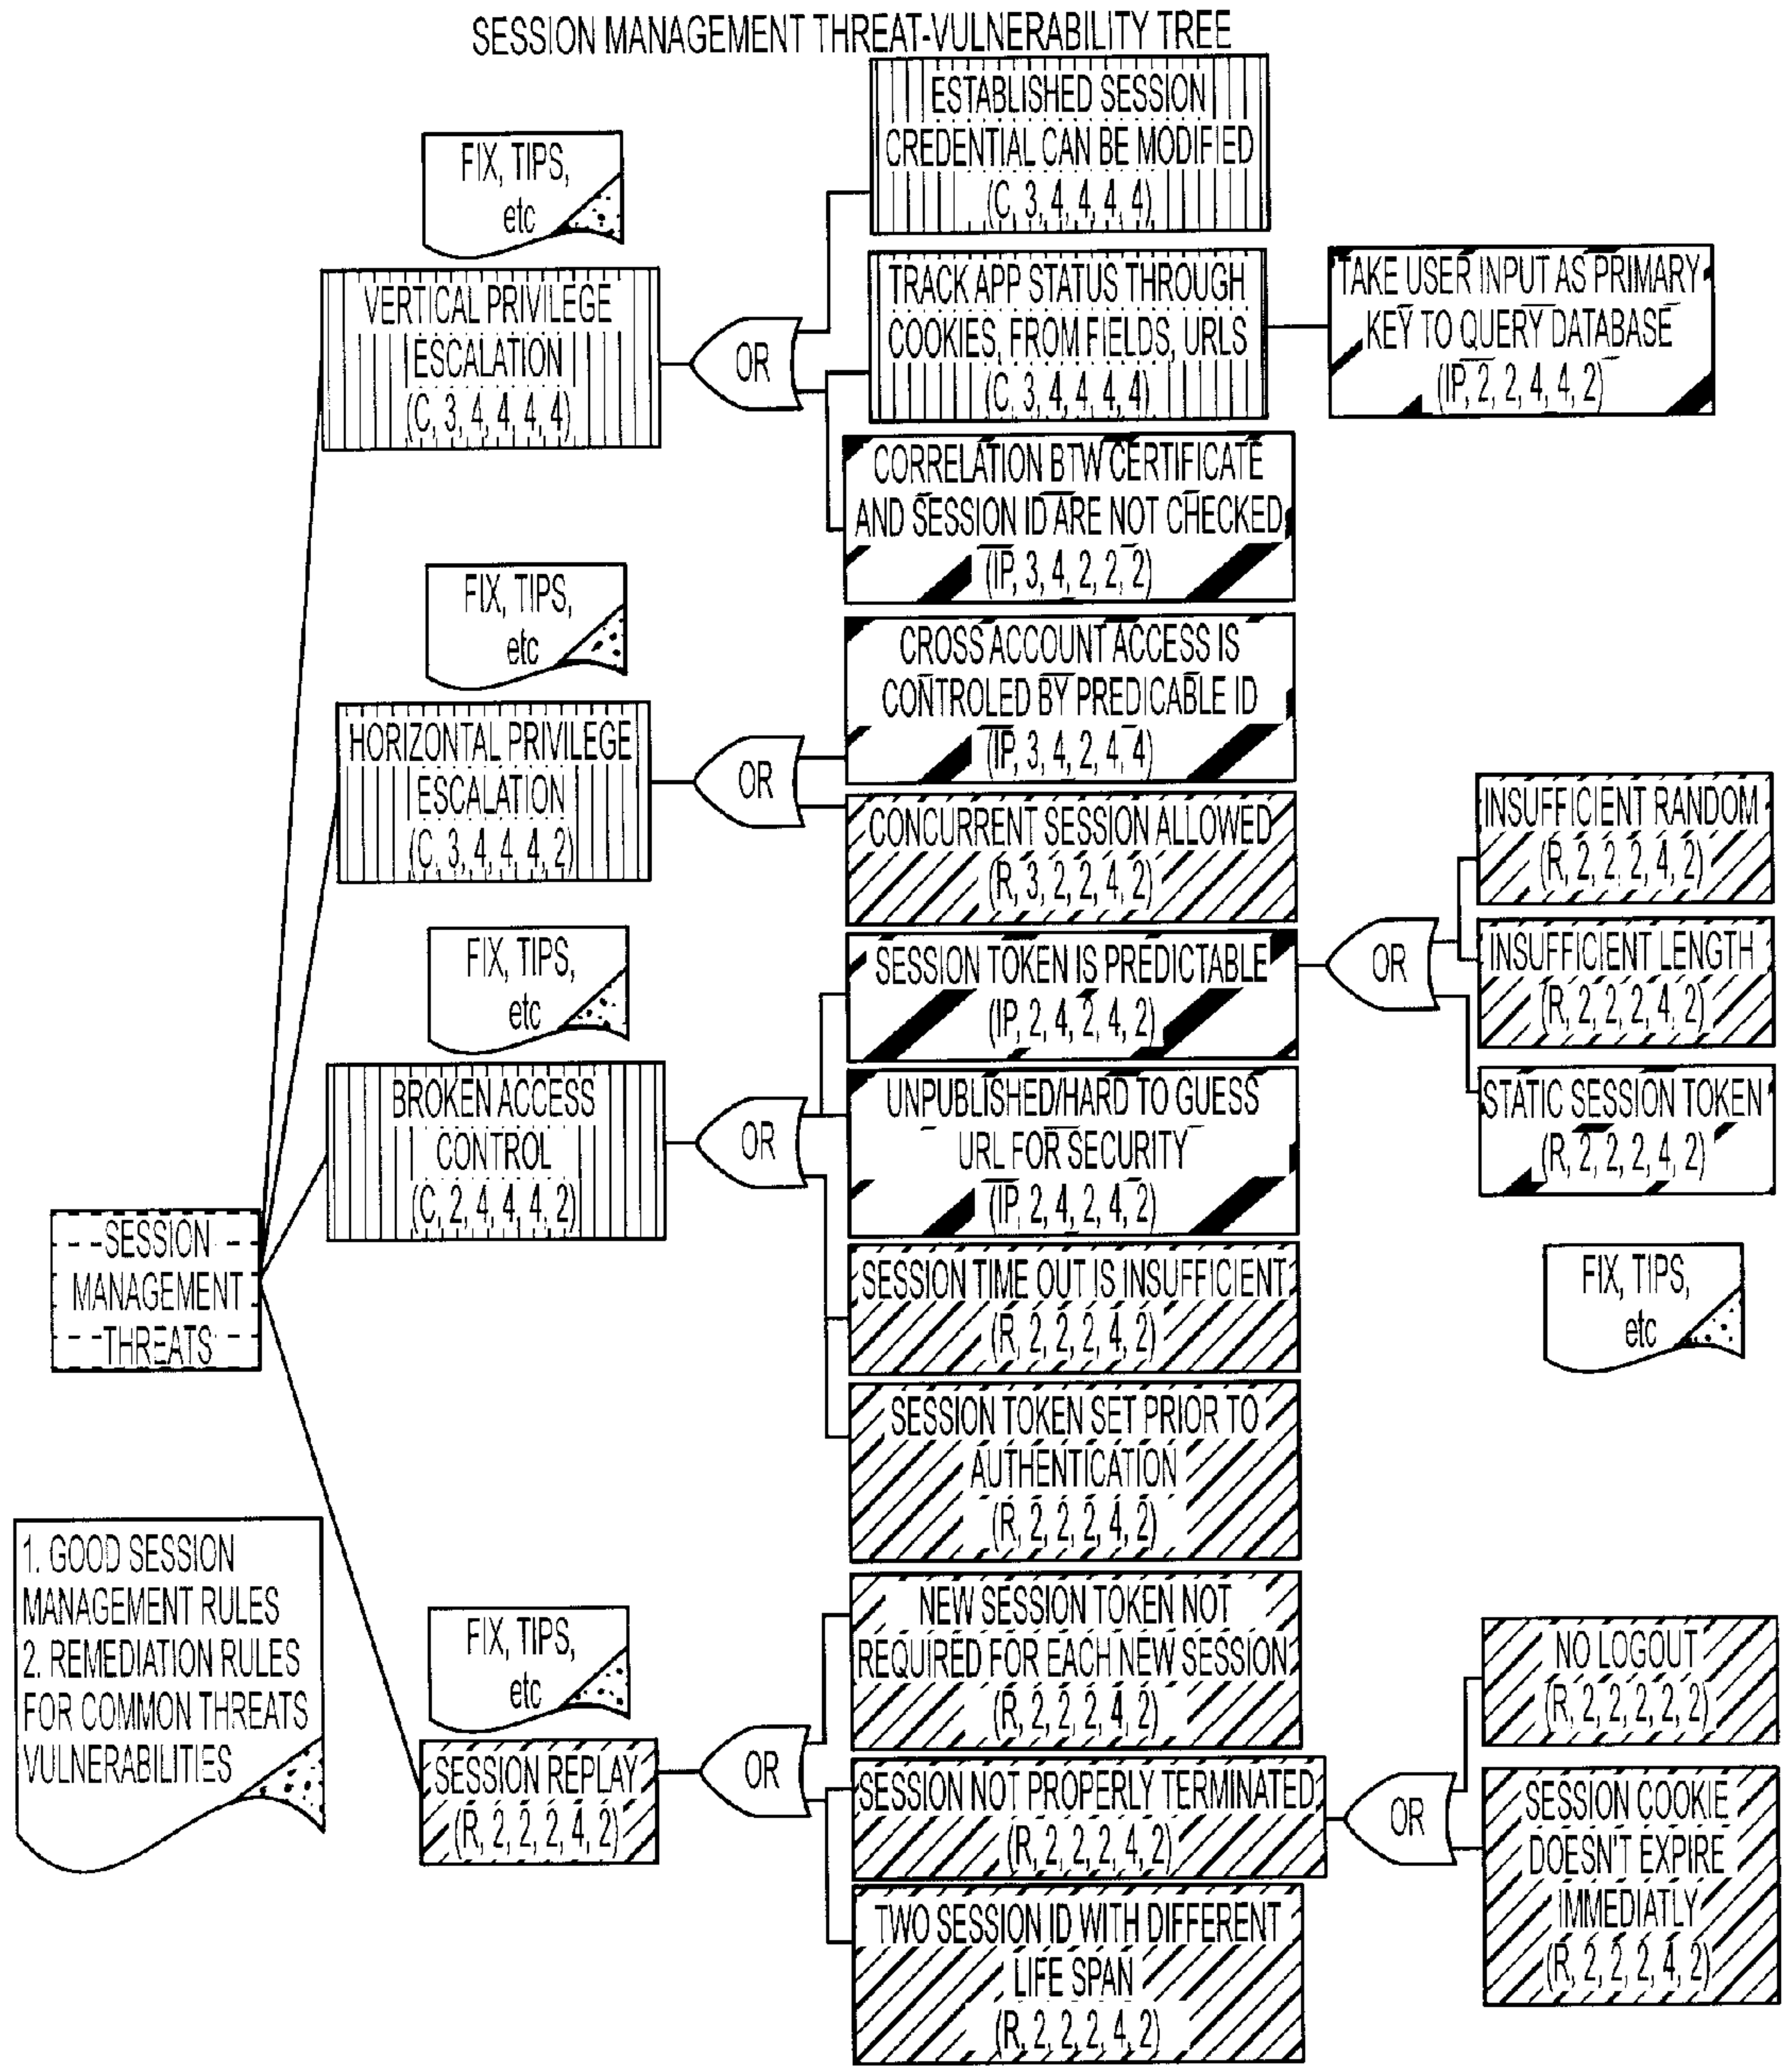 SESSION MANAGEMENT THREAT-VULNERABILITY TREE
ESTABLISHED SESSION
CREDENTIAL CAN BE MODIFIED
(C, 3, 4, 4, 4, 4)
FIX, TIPS,
etc
VERTICAL PRIVILEGE
ESCALATION
(C, 3, 4, 4, 4, 4)
OR
TRACK APP STATUS THROUGH
COOKIES, FROM FIELDS, URLS
(C, 3, 4, 4, 4, 4)
TAKE USER INPUT AS PRIMARY
KEY TO QUERY DATABASE
(IP, 2, 2, 4, 4, 2)
CORRELATION BTW CERTIFICATE
AND SESSION ID ARE NOT CHECKED
(IP, 3, 4, 2, 2, 2)
FIX, TIPS,
etc
HORIZONTAL PRIVILEGE
ESCALATION
(C, 3, 4, 4, 4, 2)
OR
CROSS ACCOUNT ACCESS IS
CONTROLED BY PREDICABLE ID
(IP, 3, 4, 2, 4, 4)
CONCURRENT SESSION ALLOWED
(R, 3, 2, 2, 4, 2)
FIX, TIPS,
etc
BROKEN ACCESS
CONTROL
(C, 2, 4, 4, 4, 2)
OR
SESSION TOKEN IS PREDICTABLE
(IP, 2, 4, 2, 4, 2)
OR
INSUFFICIENT RANDOM
(R, 2, 2, 2, 4, 2)
INSUFFICIENT LENGTH
(R, 2, 2, 2, 4, 2)
STATIC SESSION TOKEN
(R, 2, 2, 2, 4, 2)
UNPUBLISHED/HARD TO GUESS
URL FOR SECURITY
(IP, 2, 4, 2, 4, 2)
SESSION TIME OUT IS INSUFFICIENT
(R, 2, 2, 2, 4, 2)
FIX, TIPS,
etc
SESSION TOKEN SET PRIOR TO
AUTHENTICATION
(R, 2, 2, 2, 4, 2)
SESSION
MANAGEMENT
THREATS
1. GOOD SESSION
MANAGEMENT RULES
2. REMEDIATION RULES
FOR COMMON THREATS
VULNERABILITIES
FIX, TIPS,
etc
SESSION REPLAY
(R, 2, 2, 2, 4, 2)
OR
NEW SESSION TOKEN NOT
REQUIRED FOR EACH NEW SESSION
(R, 2, 2, 2, 4, 2)
SESSION NOT PROPERLY TERMINATED
(R, 2, 2, 2, 4, 2)
OR
NO LOGOUT
(R, 2, 2, 2, 2, 2)
SESSION COOKIE
DOESN'T EXPIRE
IMMEDIATLY
(R, 2, 2, 2, 4, 2)
TWO SESSION ID WITH DIFFERENT
LIFE SPAN
(R, 2, 2, 2, 4, 2)